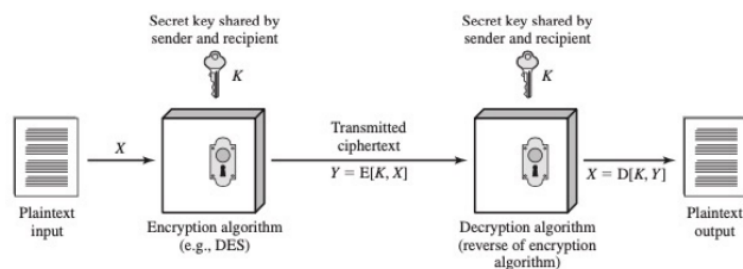 Secret key shared by
sender and recipient
K
Secret key shared by
sender and recipient
K
X
Transmitted
ciphertext
Y = E[K, X]
X = D[K, Y]
Plaintext
input
Encryption algorithm
(e.g., DES)
Decryption algorithm
(reverse of encryption
algorithm)
Plaintext
output